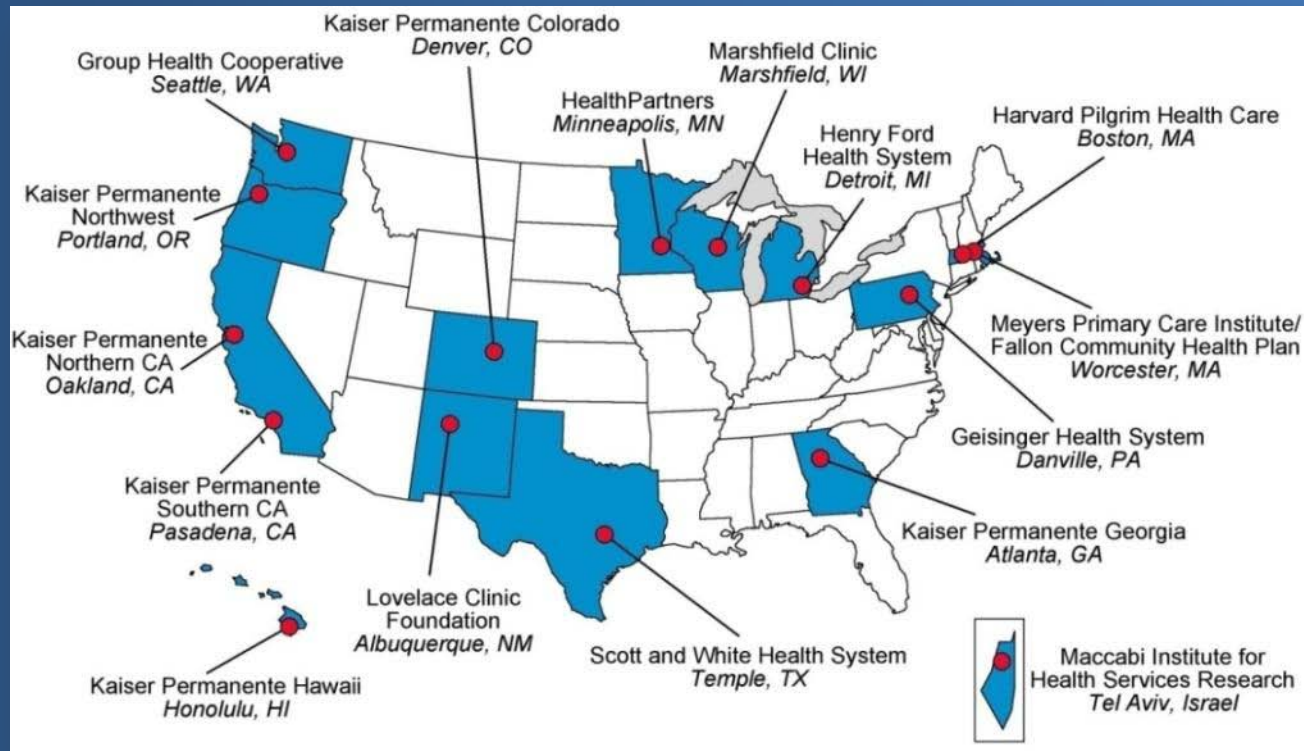 Kaiser Permanente Colorado
Denver, CO
Group Health Cooperative
Seattle, WA
Marshfield Clinic
Marshfield, WI
HealthPartners
Minneapolis, MN
Harvard Pilgrim Health Care
Boston, MA
Henry Ford
Health System
Detroit, MI
Kaiser Permanente
Northwest
Portland, OR
Kaiser Permanente
Northern CA
Oakland, CA
Meyers Primary Care Institute/
Fallon Community Health Plan
Worcester, MA
Geisinger Health System
Danville, PA
Kaiser Permanente
Southern CA
Pasadena, CA
Kaiser Permanente Georgia
Atlanta, GA
Lovelace Clinic
Foundation
Albuquerque, NM
Scott and White Health System
Temple, TX
Kaiser Permanente Hawaii
Honolulu, HI
Maccabi Institute for
Health Services Research
Tel Aviv, Israel